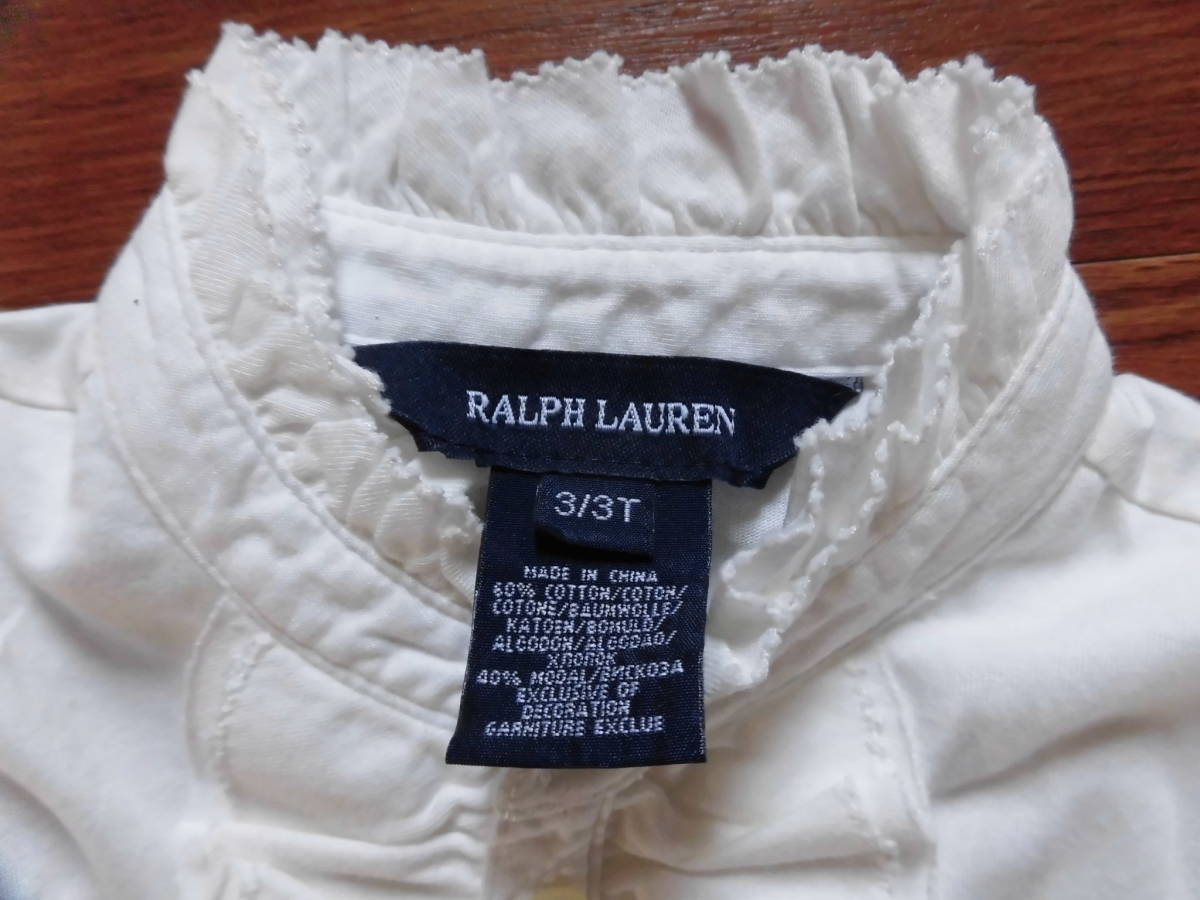 RALPH LAUREN
3/3T
MADE IN CHINA
60% COTTON/COTON/
COTONE/BAUMWOLLE/
KATOEN/BOMULD/
ALGODON/ALGODAO/
ХЛОПОК
40% MODAL/ВИСКОЗА
EXCLUSIVE OF
DECORATION
GARNITURE EXCLUE